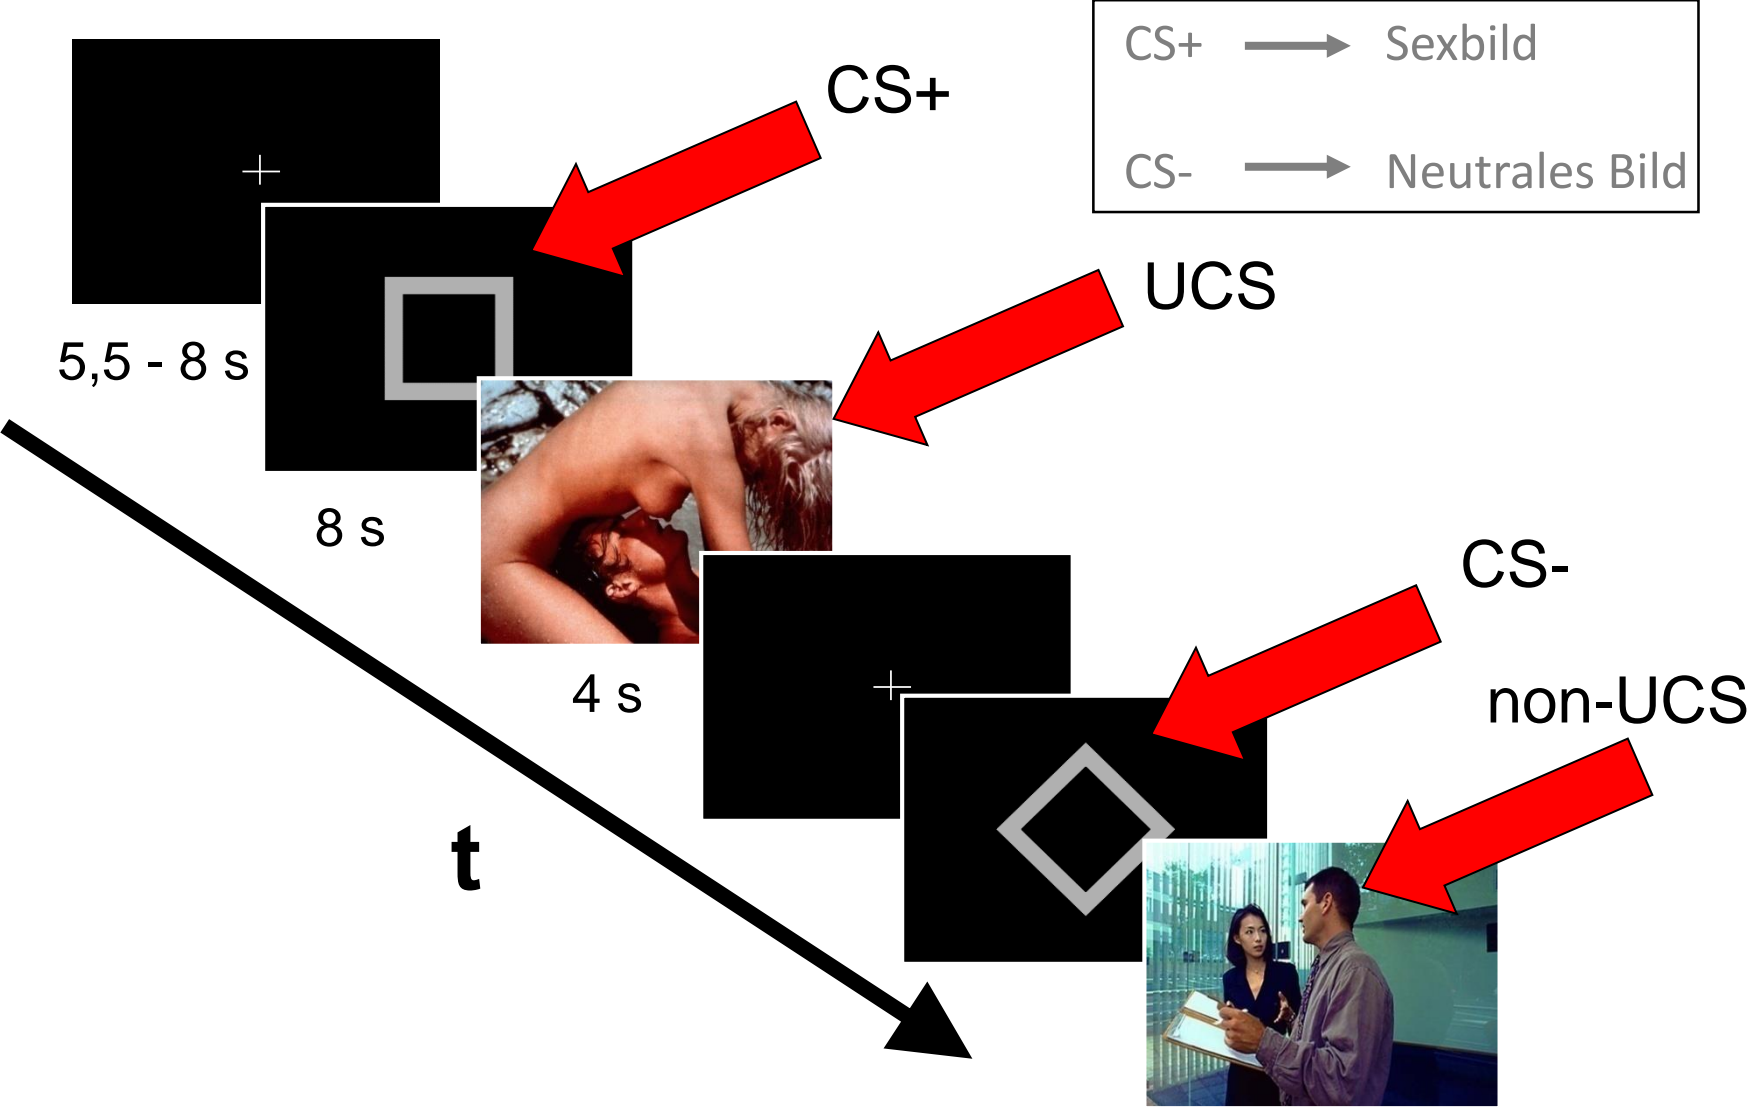 CS+ Sexbild
CS- Neutrales Bild
CS+
UCS
5,5 - 8 s
8 s
CS-
4 s
non-UCS
t